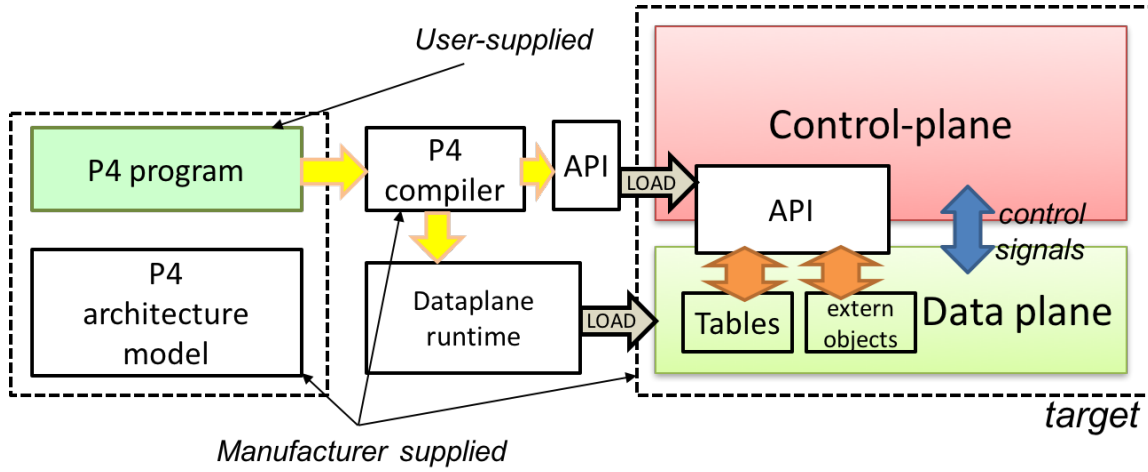 User-supplied
P4 program
P4
compiler
API
LOAD
Control-plane
API
control
signals
P4
architecture
model
Dataplane
runtime
LOAD
Tables
extern
objects
Data plane
target
Manufacturer supplied